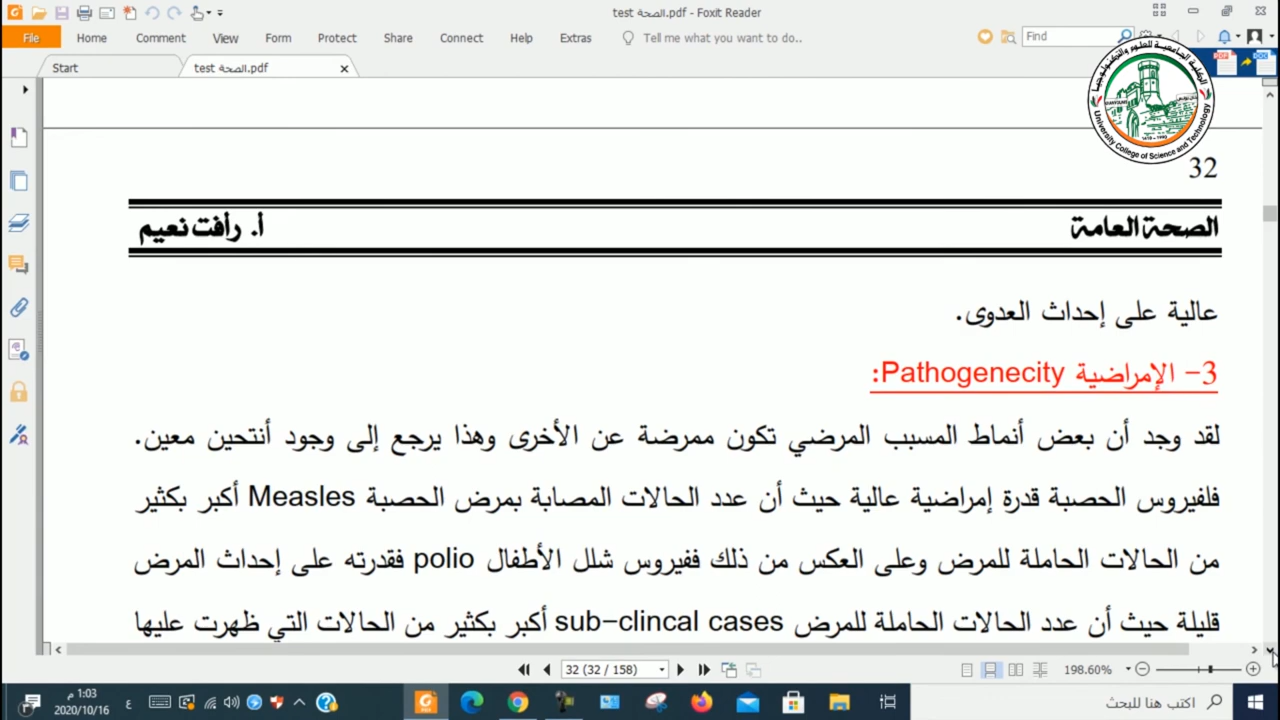 test الصحة.pdf - Foxit Reader
File Home Comment View Form Protect Share Connect Help Extras Tell me what you want to do.. Find
Start test الصحة.pdf
الكلية الجامعية للعلوم والتكنولوجيا
University College of Science and Technology
32
الصحة العامة أ. رأفت نعيم
عالية على إحداث العدوى.
3- الإمراضية Pathogenecity:
لقد وجد أن بعض أنماط المسبب المرضي تكون ممرضة عن الأخرى وهذا يرجع إلى وجود أنتحين معين.
فلفيروس الحصبة قدرة إمراضية عالية حيث أن عدد الحالات المصابة بمرض الحصبة Measles أكبر بكثير
من الحالات الحاملة للمرض وعلى العكس من ذلك ففيروس شلل الأطفال polio فقدرته على إحداث المرض
قليلة حيث أن عدد الحالات الحاملة للمرض sub-clincal cases أكبر بكثير من الحالات التي ظهرت عليها
32 (32 / 158) 198.60%
1:03 م
2020/10/16
ع
اكتب هنا للبحث